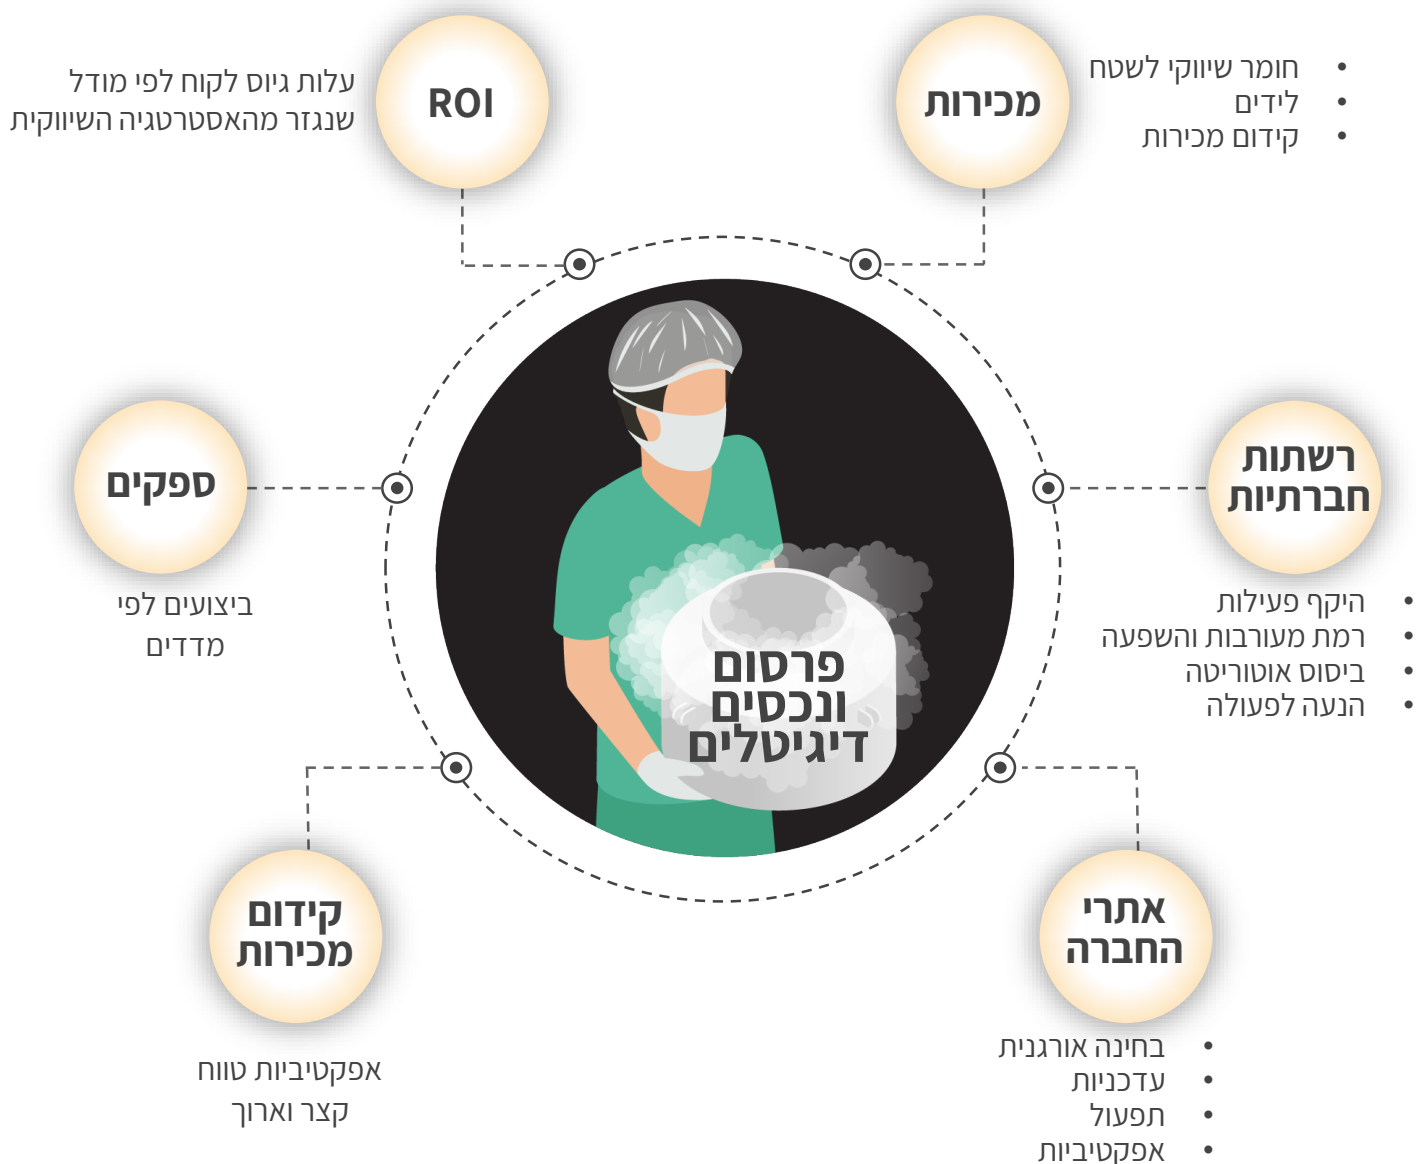 מכירות
חומר שיווקי לשטח
לידים
קידום מכירות
ROI
עלות גיוס לקוח לפי מודל
שנגזר מהאסטרטגיה השיווקית
רשתות
חברתיות
היקף פעילות
רמת מעורבות והשפעה
ביסוס אוטוריטה
הנעה לפעולה
ספקים
ביצועים לפי
מדדים
פרסום
ונכסים
דיגיטלים
אתרי
החברה
בחינה אורגנית
עדכניות
תפעול
אפקטיביות
קידום
מכירות
אפקטיביות טווח
קצר וארוך